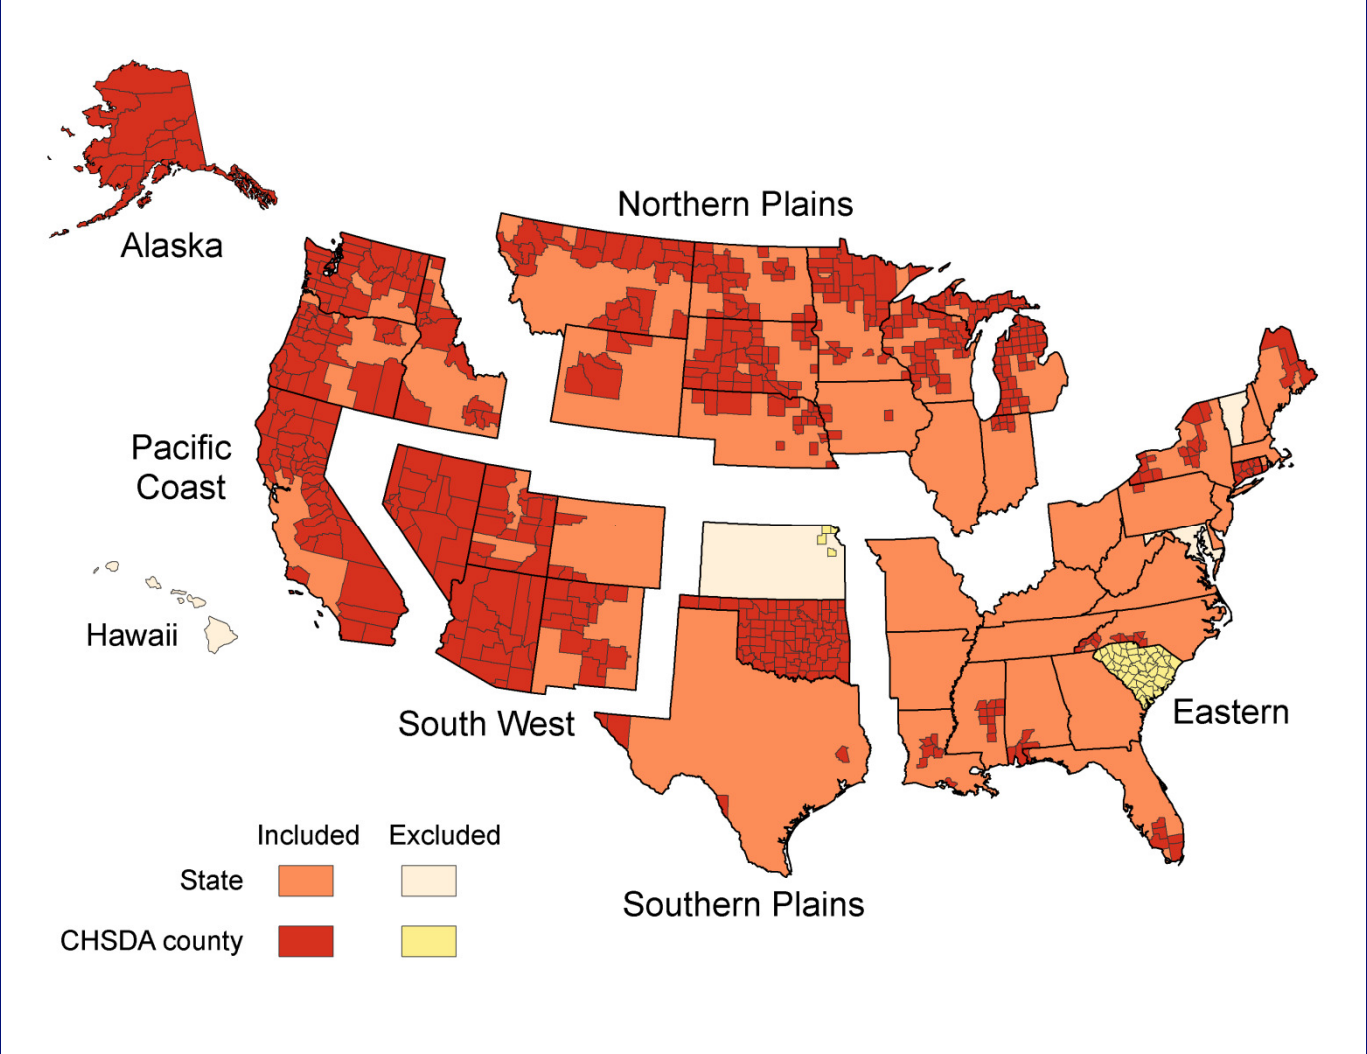 Northern Plains
Alaska
Pacific
Coast
Hawaii
South West
Eastern
Southern Plains
Included Excluded
State
CHSDA county